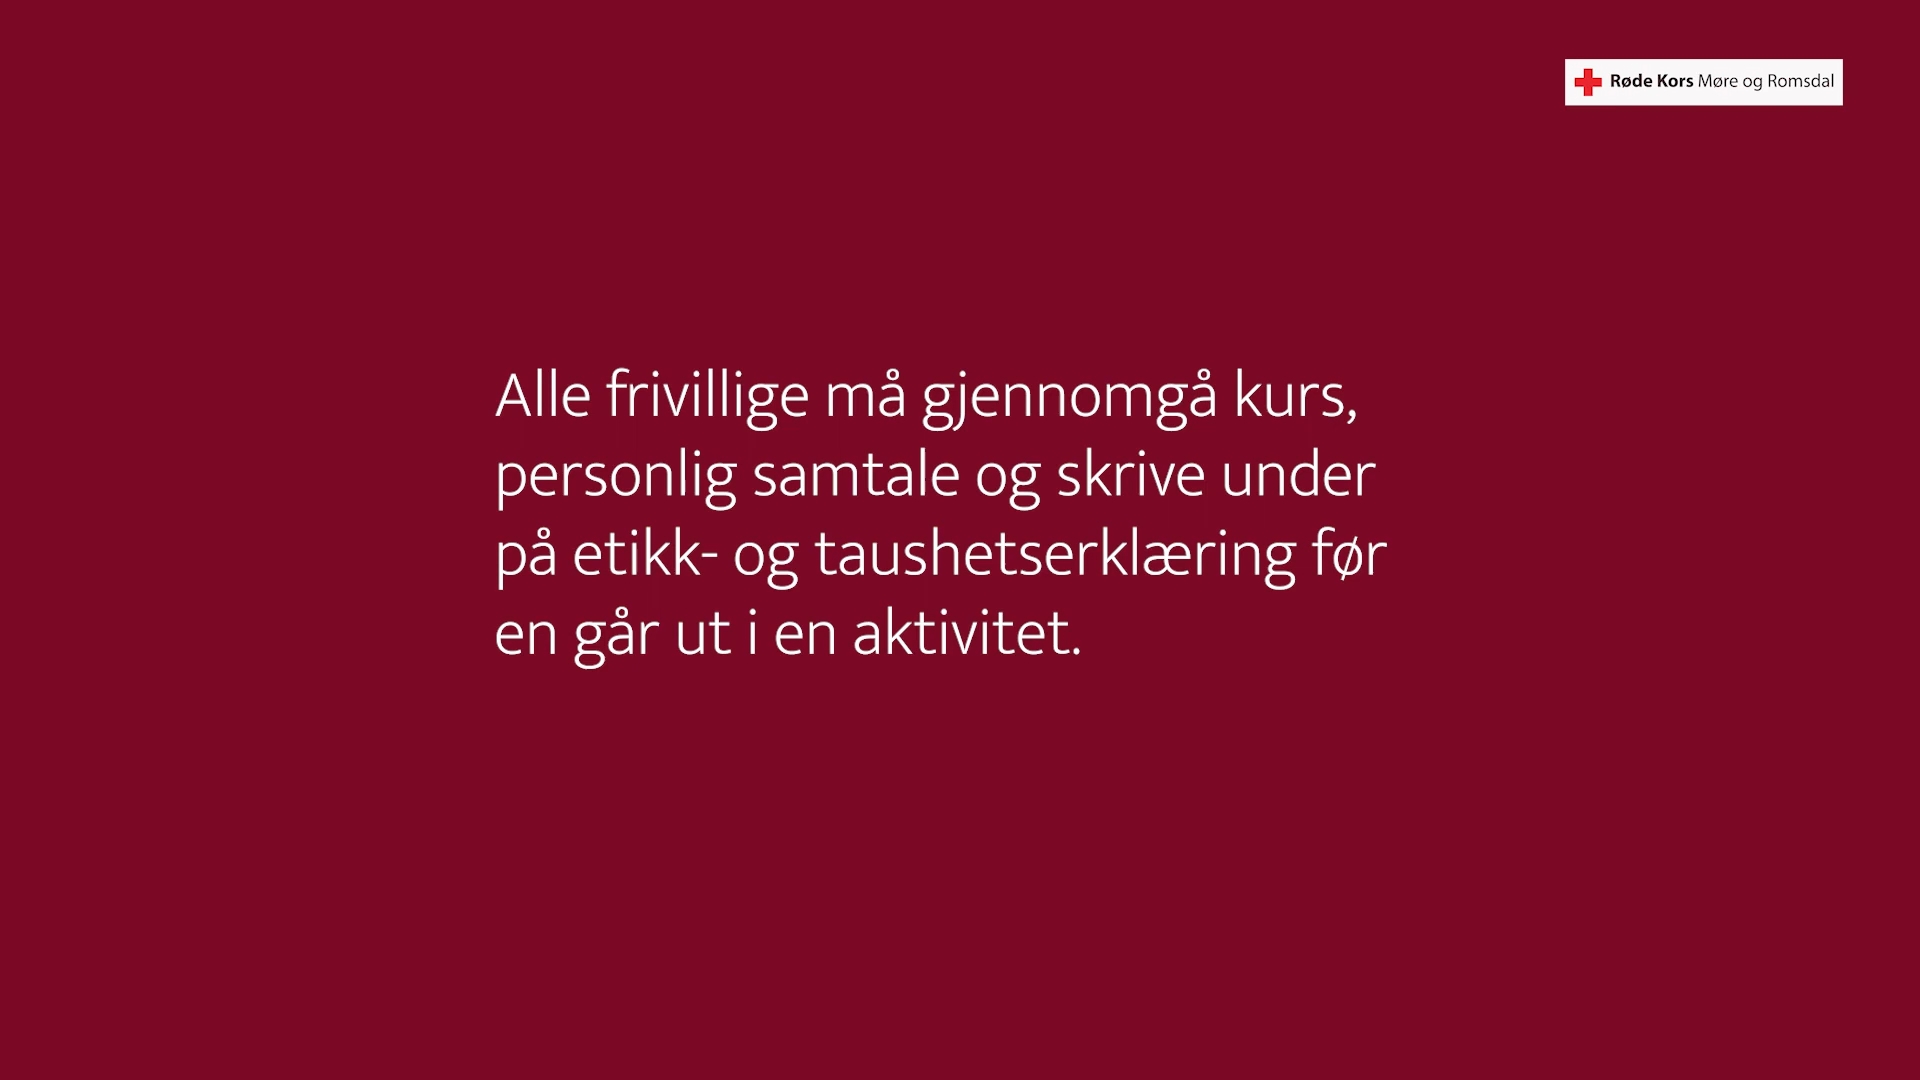 Røde Kors Møre og Romsdal
Alle frivillige må gjennomgå kurs,
personlig samtale og skrive under
på etikk- og taushetserklæring før
en går ut i en aktivitet.